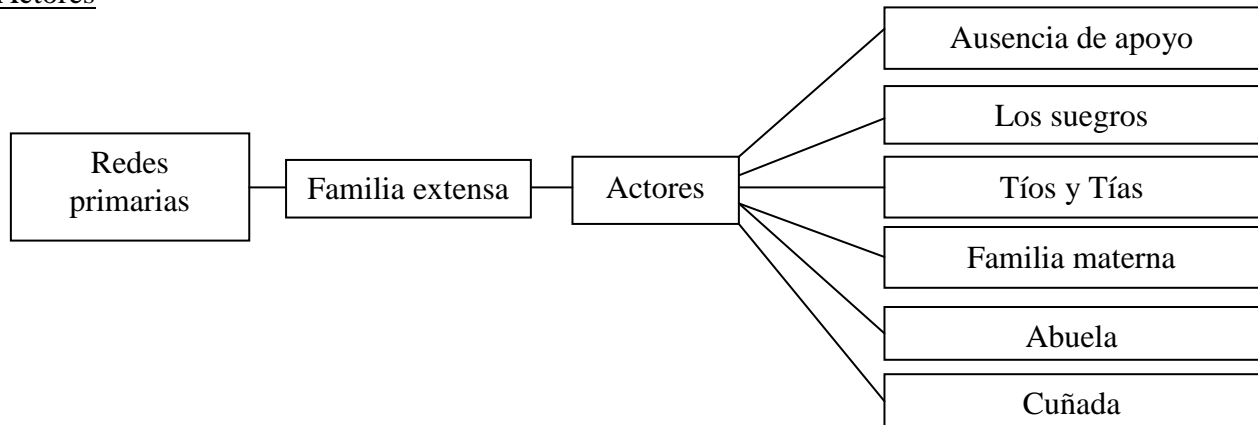 Actores
Redes
primarias
Familia extensa
Actores
Ausencia de apoyo
Los suegros
Tíos y Tías
Familia materna
Abuela
Cuñada